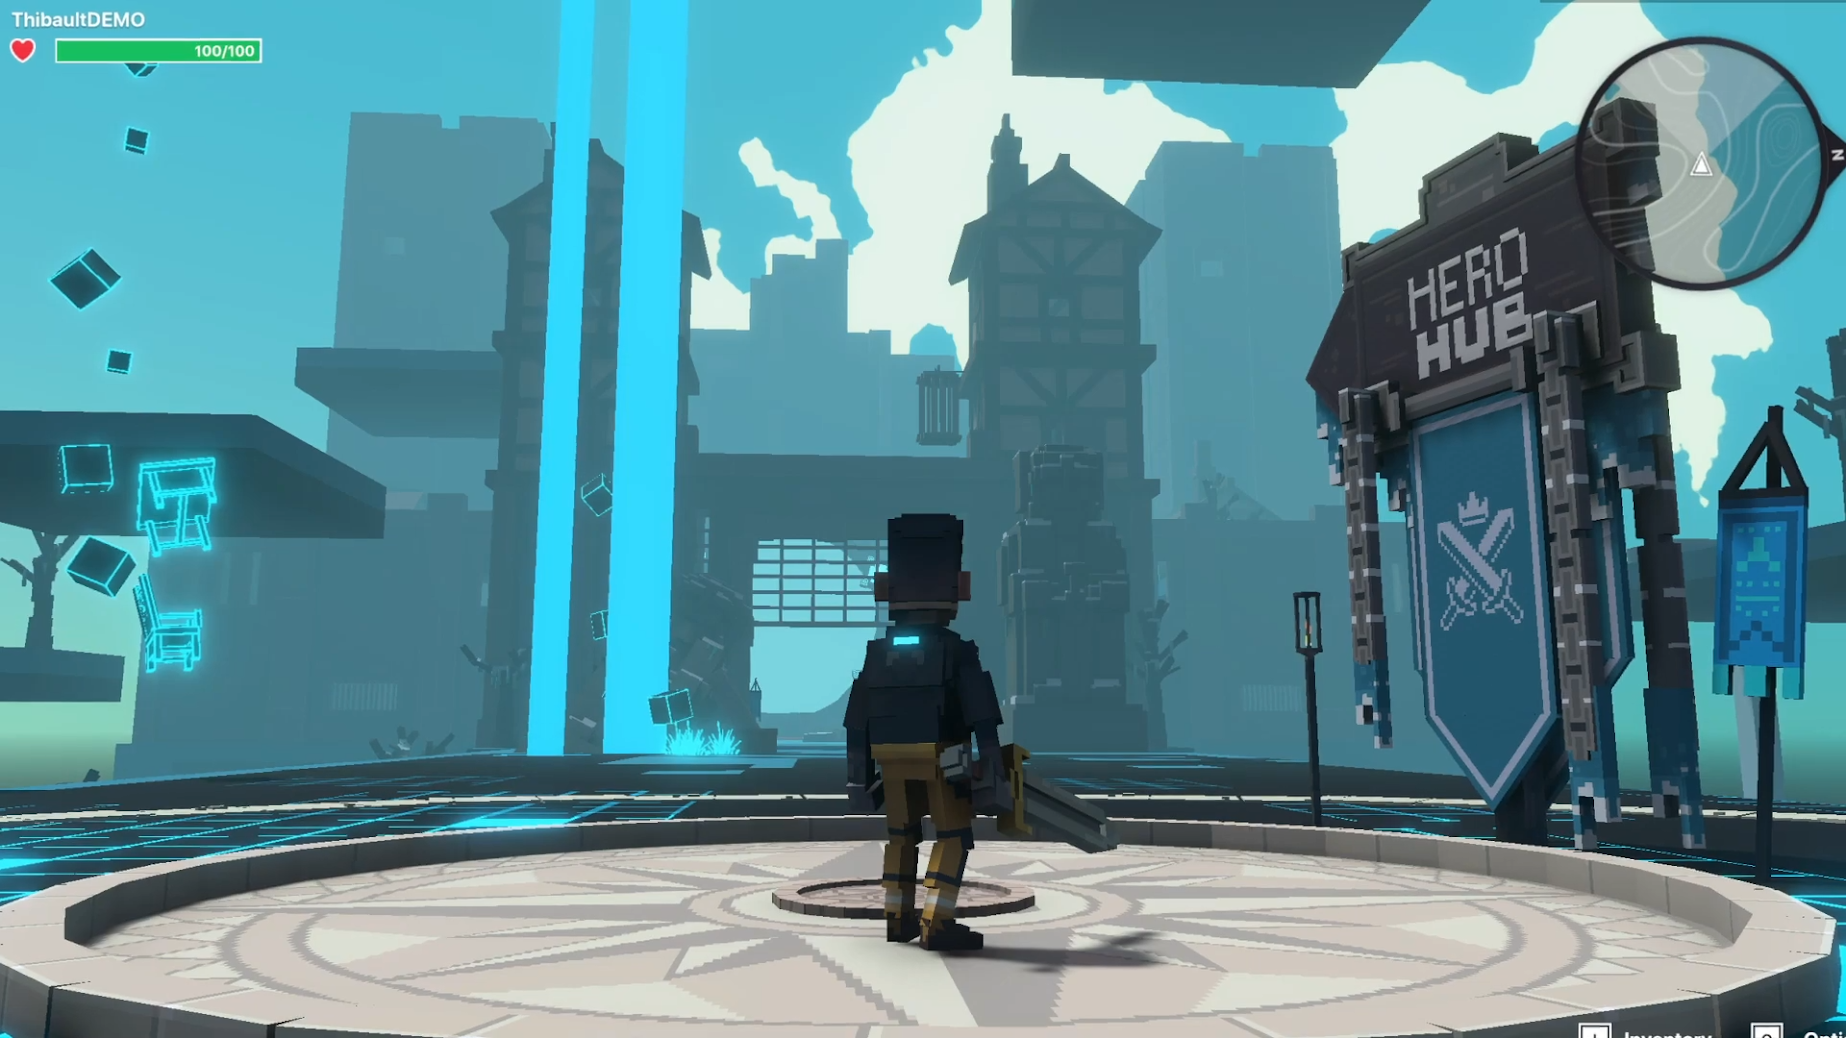 ThibaultDEMO
100/100
N
HERO
HUB
Inventory